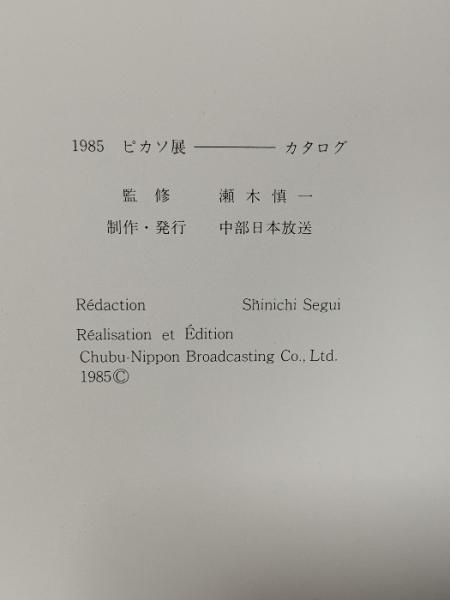 1985 ピカソ展 ――― カタログ
監修 瀬木慎一
制作・発行 中部日本放送
Rédaction Shinichi Segui
Réalisation et Édition
Chubu-Nippon Broadcasting Co., Ltd.
1985©